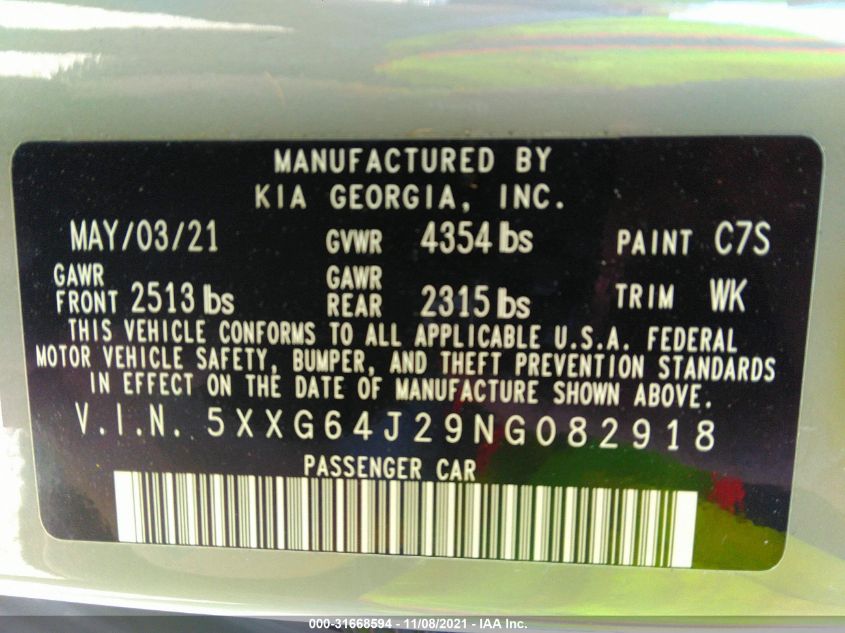 MANUFACTURED BY
KIA GEORGIA, INC.
MAY/03/21 GVWR 4354 lbs PAINT C7S
GAWR FRONT 2513 lbs GAWR REAR 2315 lbs TRIM WK
THIS VEHICLE CONFORMS TO ALL APPLICABLE U.S.A. FEDERAL
MOTOR VEHICLE SAFETY, BUMPER, AND THEFT PREVENTION STANDARDS
IN EFFECT ON THE DATE OF MANUFACTURE SHOWN ABOVE.
V.I.N. 5XXG64J29NG082918
PASSENGER CAR
000-31668594 - 11/08/2021 - IAA Inc.